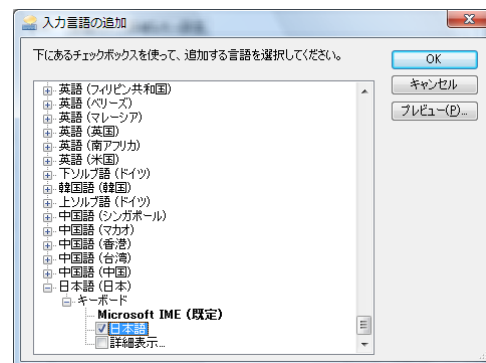 入力言語の追加
下にあるチェックボックスを使って、追加する言語を選択してください。
OK
キャンセル
プレビュー(P)...
英語 (フィリピン共和国)
英語 (ベリーズ)
英語 (マレーシア)
英語 (英国)
英語 (南アフリカ)
英語 (米国)
下ソルブ語 (ドイツ)
韓国語 (韓国)
上ソルブ語 (ドイツ)
中国語 (シンガポール)
中国語 (マカオ)
中国語 (香港)
中国語 (台湾)
中国語 (中国)
日本語 (日本)
キーボード
Microsoft IME (既定)
日本語
詳細表示...